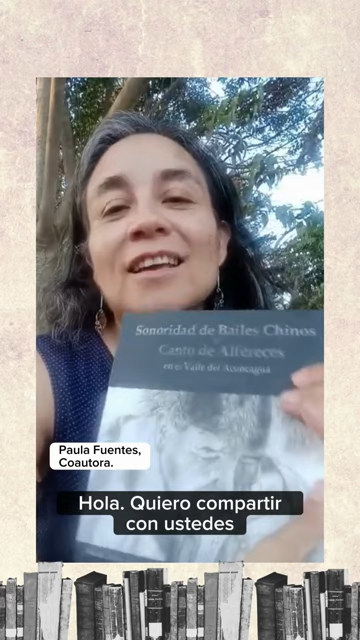 Sonoridad de Bailes Chinos
y
Canto de Alféreces
en el Valle del Aconcagua
Paula Fuentes,
Coautora.
Hola. Quiero compartir
con ustedes